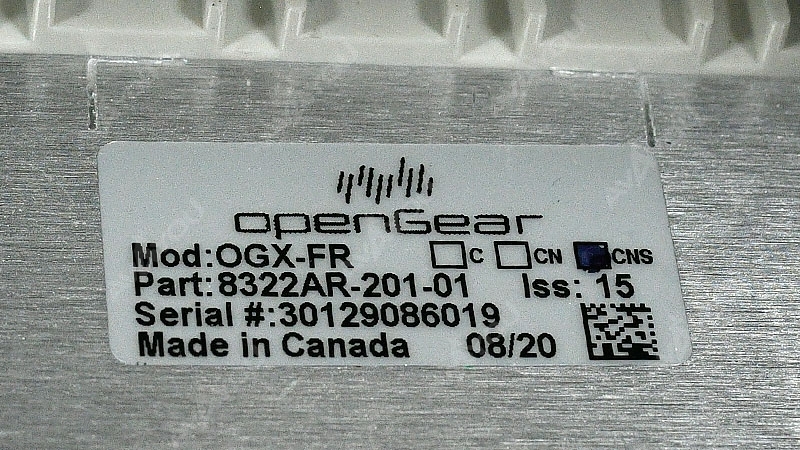 openGear
Mod:OGX-FR C CN CNS
Part:8322AR-201-01 Iss: 15
Serial #:30129086019
Made in Canada 08/20